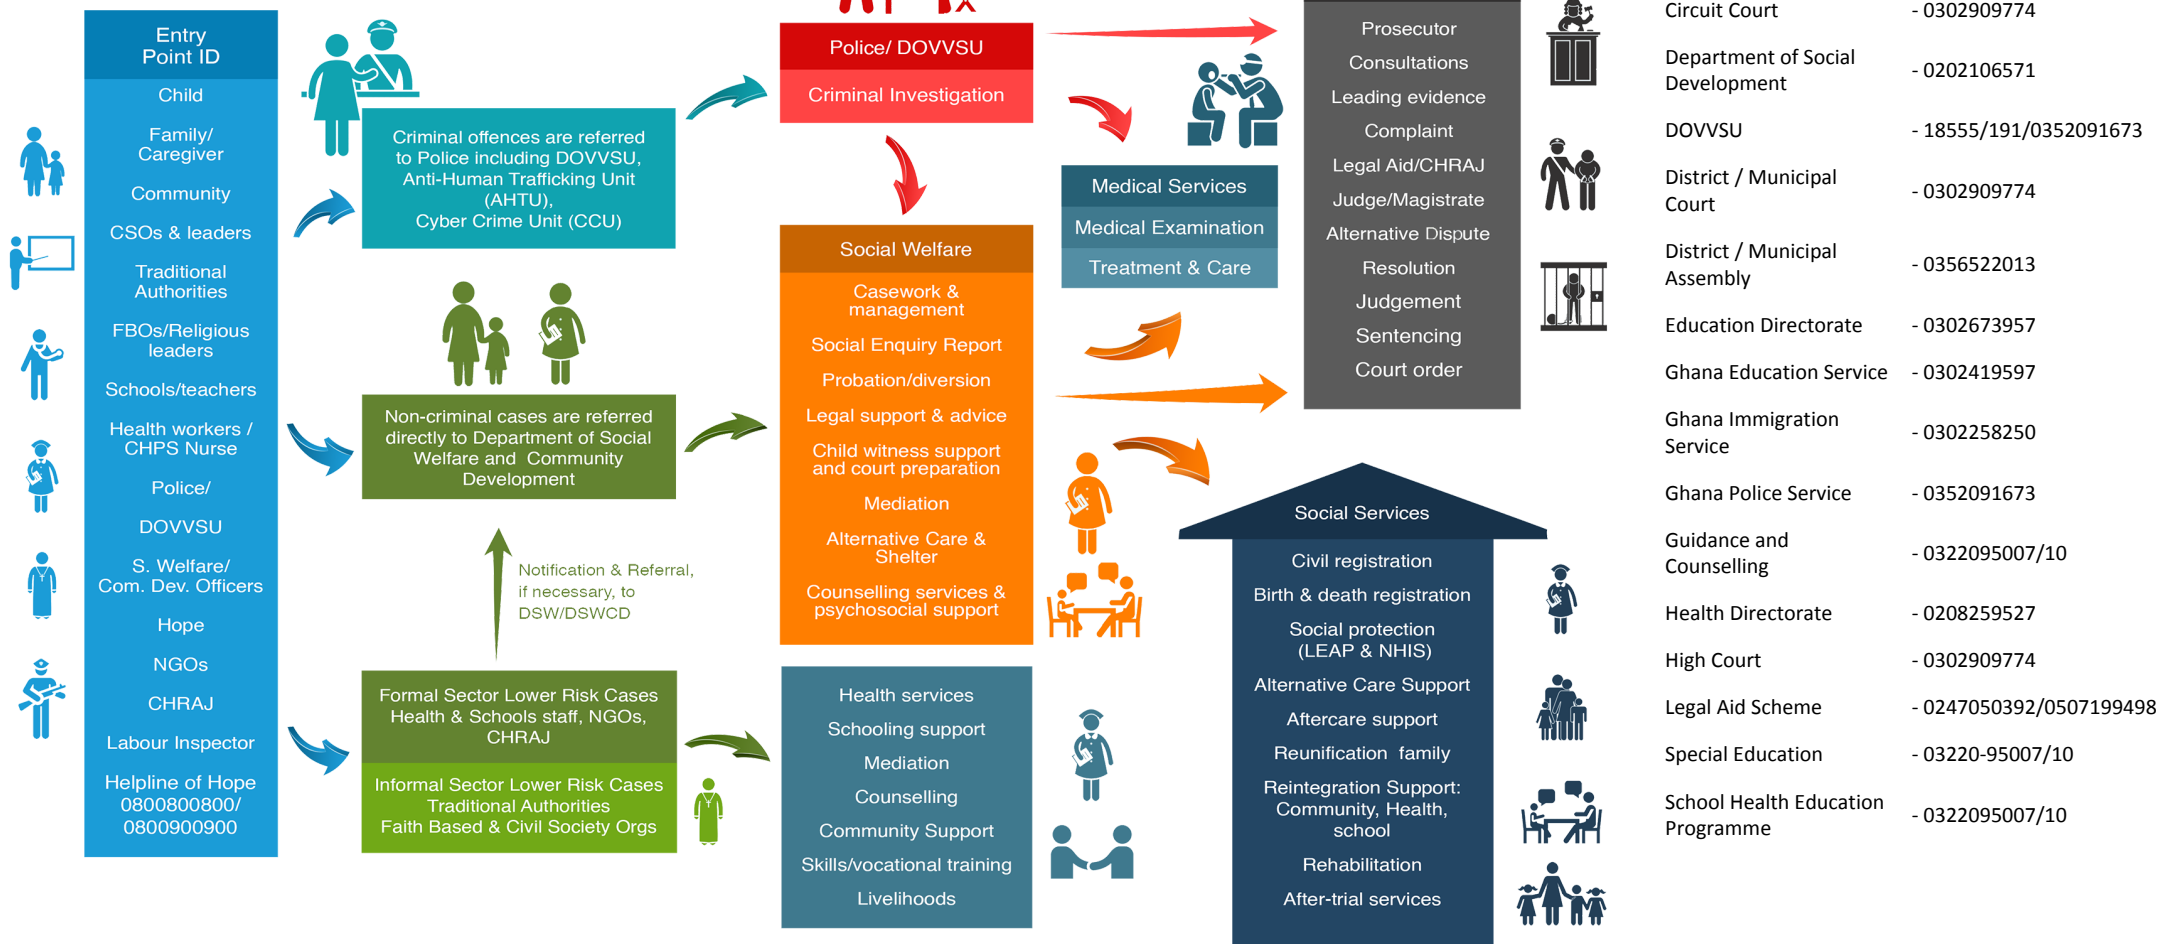 Entry
Point ID
Child
Family/
Caregiver
Community
CSOs & leaders
Traditional
Authorities
FBOs/Religious
leaders
Schools/teachers
Health workers /
CHPS Nurse
Police/
DOVVSU
S. Welfare/
Com. Dev. Officers
Hope
NGOs
CHRAJ
Labour Inspector
Helpline of Hope
0800800800/
0800900900
Criminal offences are referred
to Police including DOVVSU,
Anti-Human Trafficking Unit
(AHTU),
Cyber Crime Unit (CCU)
Non-criminal cases are referred
directly to Department of Social
Welfare and Community
Development
Notification & Referral,
if necessary, to
DSW/DSWCD
Formal Sector Lower Risk Cases
Health & Schools staff, NGOs,
CHRAJ
Informal Sector Lower Risk Cases
Traditional Authorities
Faith Based & Civil Society Orgs
Police/ DOVVSU
Criminal Investigation
Social Welfare
Casework &
management
Social Enquiry Report
Probation/diversion
Legal support & advice
Child witness support
and court preparation
Mediation
Alternative Care &
Shelter
Counselling services &
psychosocial support
Health services
Schooling support
Mediation
Counselling
Community Support
Skills/vocational training
Livelihoods
Medical Services
Medical Examination
Treatment & Care
Prosecutor
Consultations
Leading evidence
Complaint
Legal Aid/CHRAJ
Judge/Magistrate
Alternative Dispute
Resolution
Judgement
Sentencing
Court order
Social Services
Civil registration
Birth & death registration
Social protection
(LEAP & NHIS)
Alternative Care Support
Aftercare support
Reunification family
Reintegration Support:
Community, Health,
school
Rehabilitation
After-trial services
Circuit Court - 0302909774
Department of Social
Development - 0202106571
DOVVSU - 18555/191/0352091673
District / Municipal
Court - 0302909774
District / Municipal
Assembly - 0356522013
Education Directorate - 0302673957
Ghana Education Service - 0302419597
Ghana Immigration
Service - 0302258250
Ghana Police Service - 0352091673
Guidance and
Counselling - 0322095007/10
Health Directorate - 0208259527
High Court - 0302909774
Legal Aid Scheme - 0247050392/0507199498
Special Education - 03220-95007/10
School Health Education
Programme - 0322095007/10